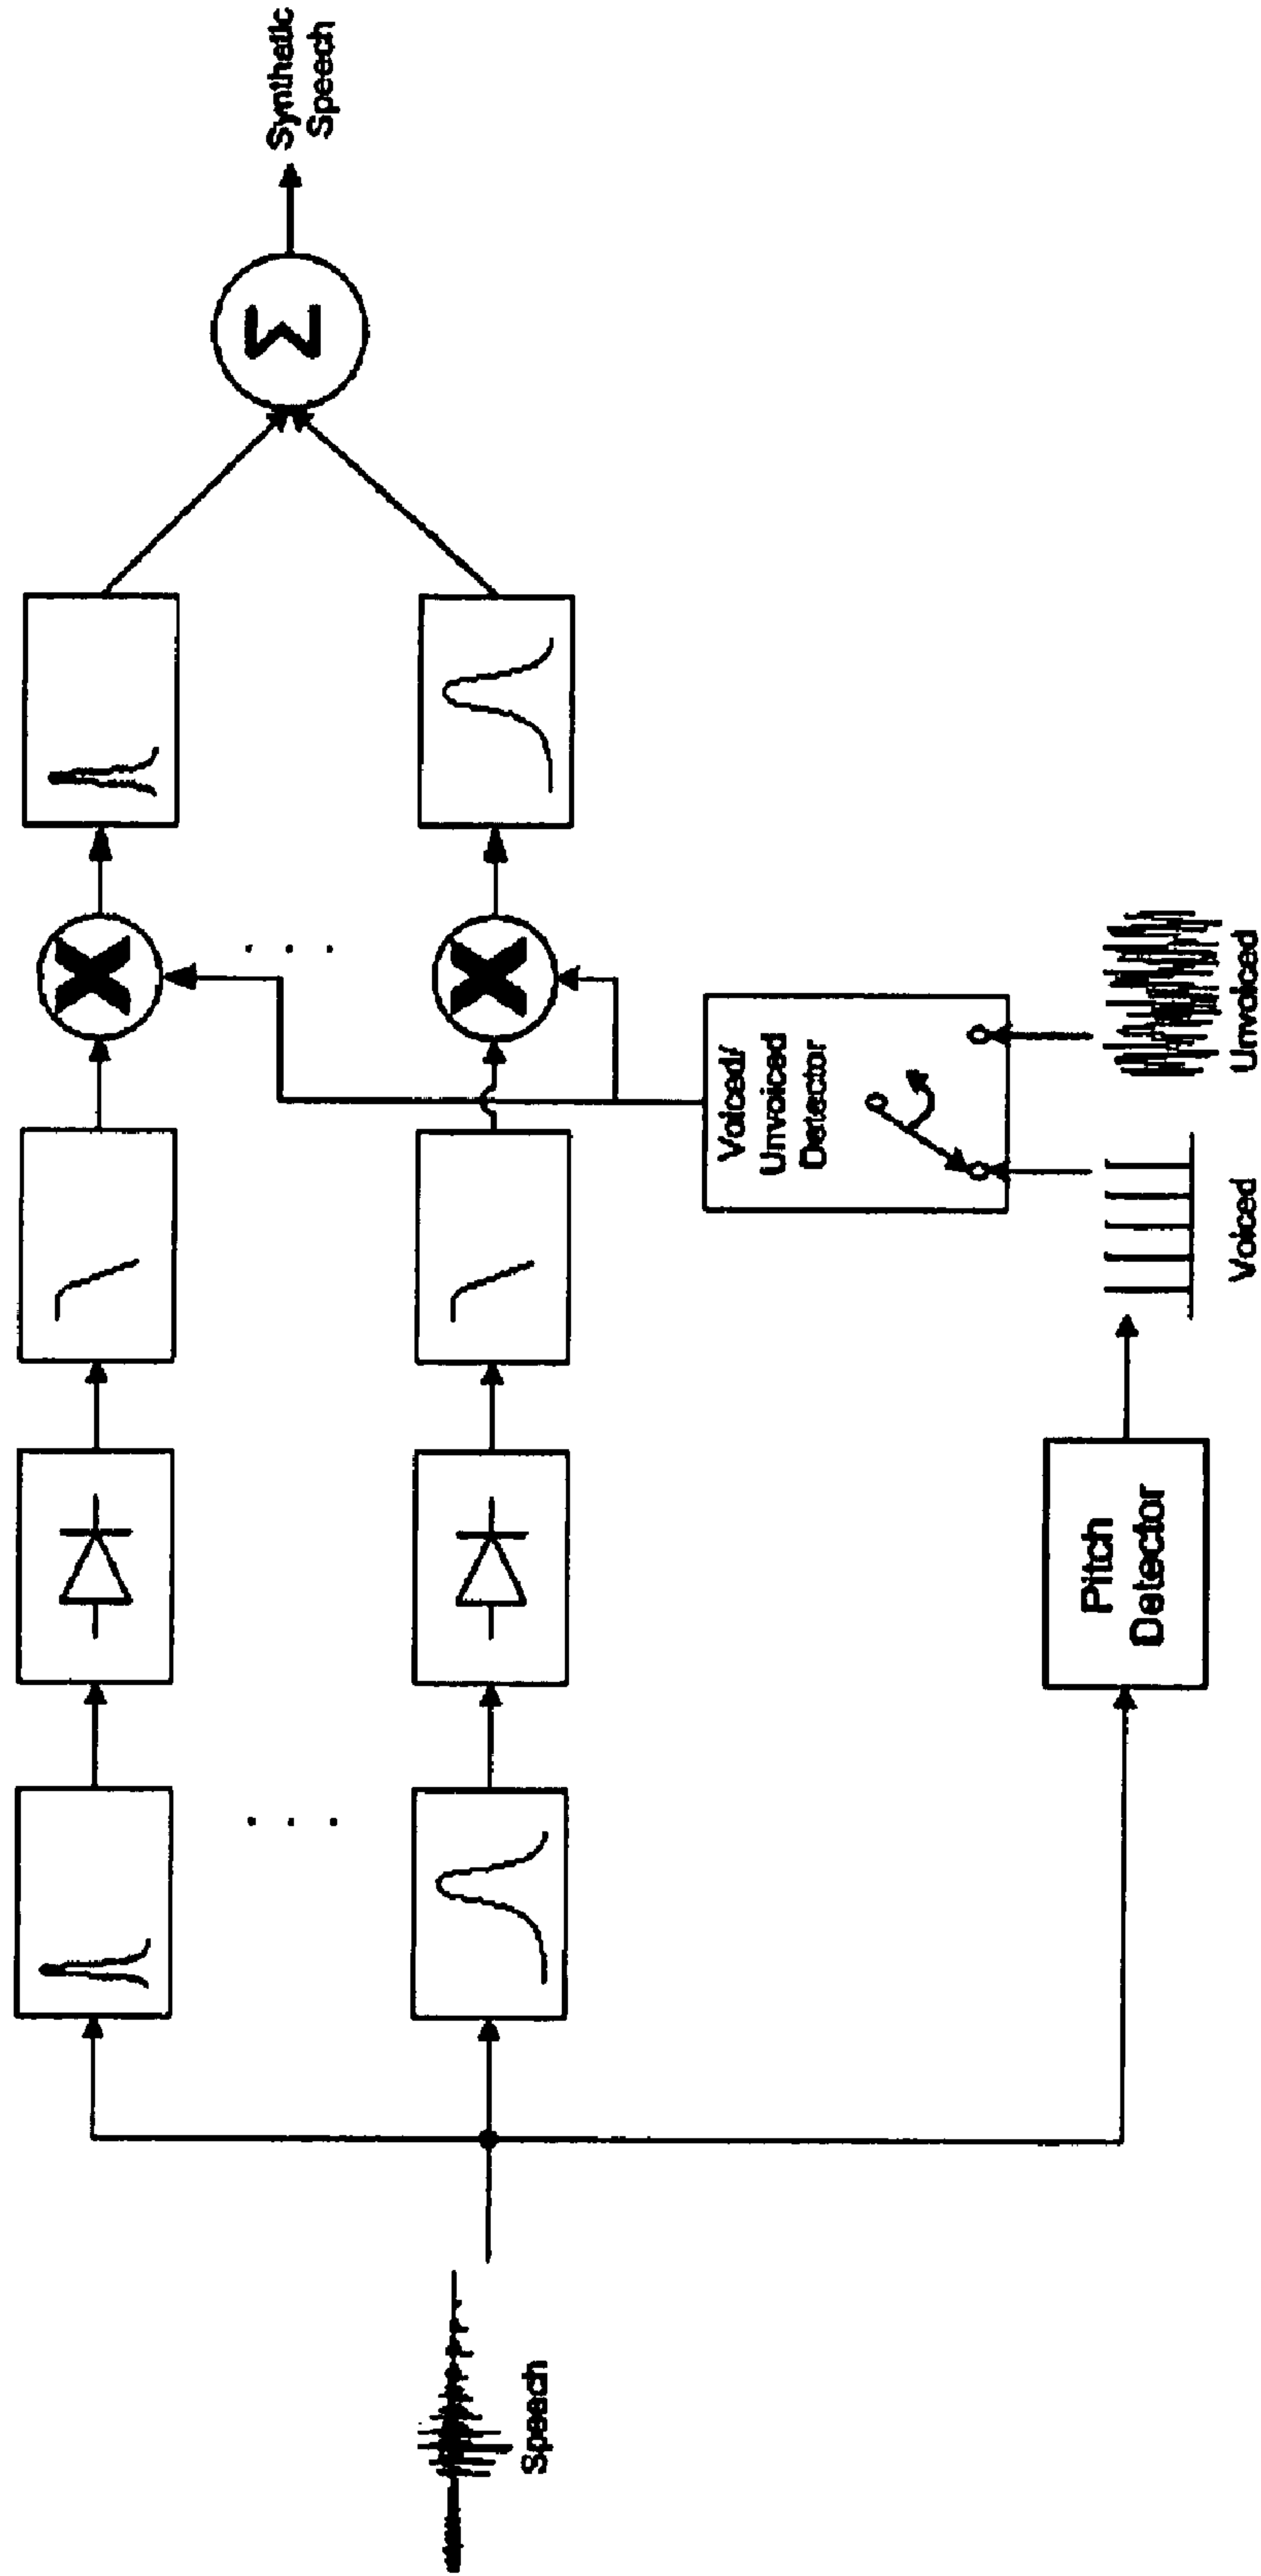 Speech
Pitch
Detector
Voiced/
Unvoiced
Detector
Voiced
Unvoiced
Σ
Synthetic
Speech